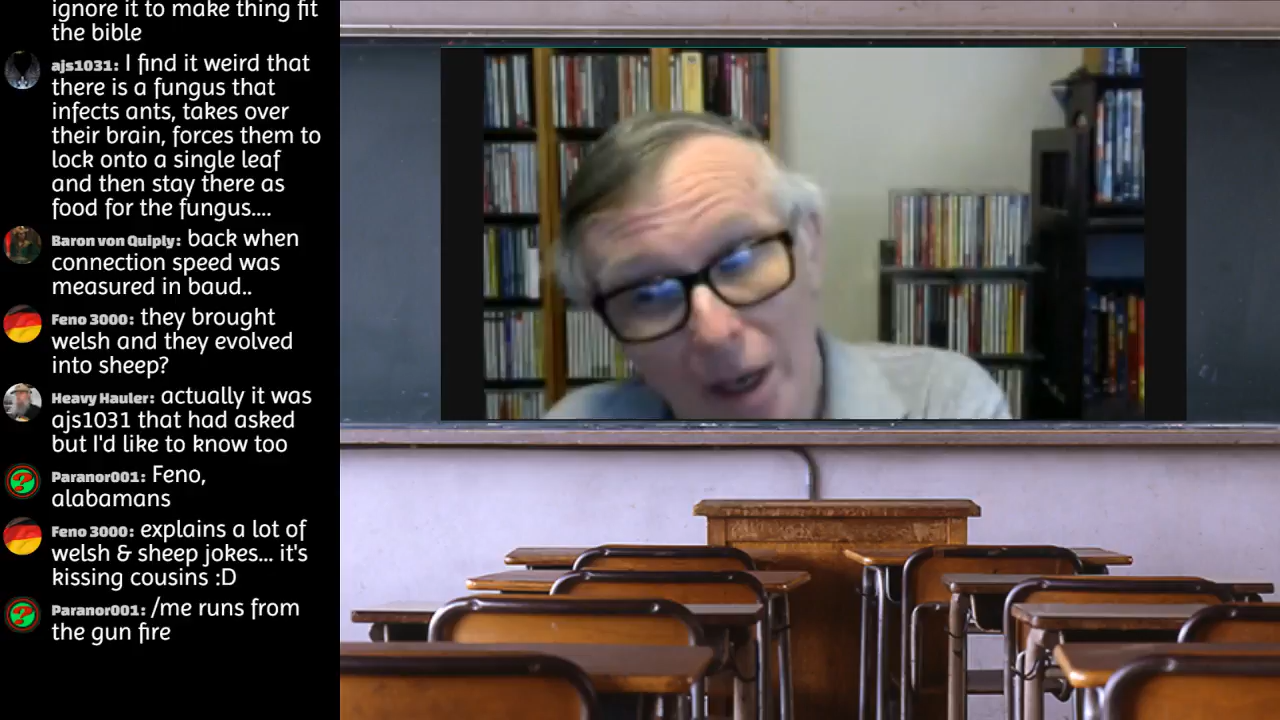 ignore it to make thing fit
the bible
ajs1031: I find it weird that
there is a fungus that
infects ants, takes over
their brain, forces them to
lock onto a single leaf
and then stay there as
food for the fungus....
Baron von Quiply: back when
connection speed was
measured in baud..
Feno 3000: they brought
welsh and they evolved
into sheep?
Heavy Hauler: actually it was
ajs1031 that had asked
but I'd like to know too
Paranor001: Feno,
alabamans
Feno 3000: explains a lot of
welsh & sheep jokes... it's
kissing cousins :D
Paranor001: /me runs from
the gun fire